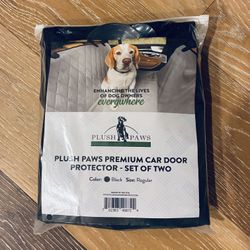 ENHANCING THE LIVES
OF DOG OWNERS
everywhere
PLUSH PAWS
PLUSH PAWS PREMIUM CAR DOOR
PROTECTOR - SET OF TWO
Color: Black Size: Regular